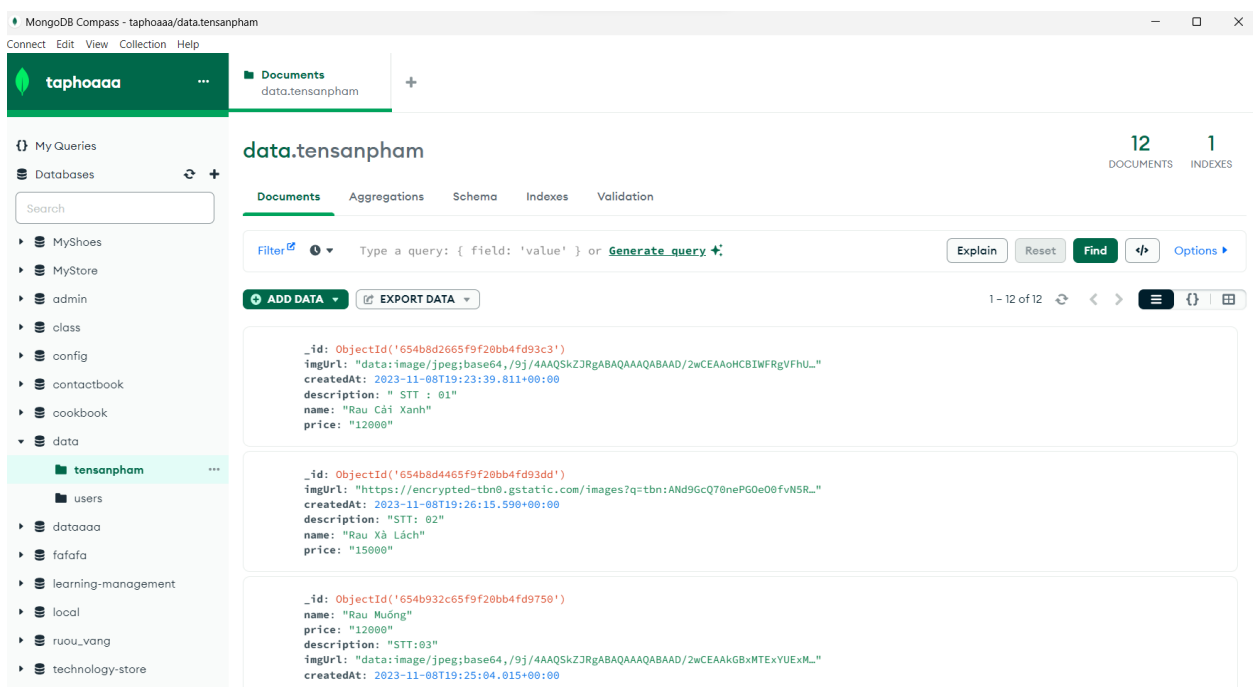 MongoDB Compass - taphoaaa/data.tensanpham
Connect Edit View Collection Help
taphoaaa
Documents
data.tensanpham
My Queries
Databases
Search
MyShoes
MyStore
admin
class
config
contactbook
cookbook
data
tensanpham
users
dataaaa
fafafa
learning-management
local
ruou_vang
technology-store
data.tensanpham
12
DOCUMENTS
1
INDEXES
Documents Aggregations Schema Indexes Validation
Filter Type a query: { field: 'value' } or Generate query Explain Reset Find </> Options
ADD DATA EXPORT DATA 1 – 12 of 12 {}
_id: ObjectId('654b8d2665f9f20bb4fd93c3')
imgUrl: "data:image/jpeg;base64,/9j/4AAQSkZJRgABAQAAAQABAAD/2wCEAAoHCBIWFRgVFhU…"
createdAt: 2023-11-08T19:23:39.811+00:00
description: " STT : 01"
name: "Rau Cải Xanh"
price: "12000"
_id: ObjectId('654b8d4465f9f20bb4fd93dd')
imgUrl: "https://encrypted-tbn0.gstatic.com/images?q=tbn:ANd9GcQ70nePGOeO0fvN5R…"
createdAt: 2023-11-08T19:26:15.590+00:00
description: "STT: 02"
name: "Rau Xà Lách"
price: "15000"
_id: ObjectId('654b932c65f9f20bb4fd9750')
name: "Rau Muống"
price: "12000"
description: "STT:03"
imgUrl: "data:image/jpeg;base64,/9j/4AAQSkZJRgABAQAAAQABAAD/2wCEAAkGBxMTExYUExM…"
createdAt: 2023-11-08T19:25:04.015+00:00